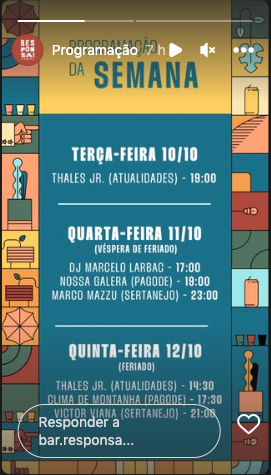 PROGRAMAÇÃO
RES
PON
SA!
Programação 7 h
DA SEMANA
TERÇA-FEIRA 10/10
THALES JR. (ATUALIDADES) - 19:00
QUARTA-FEIRA 11/10
(VÉSPERA DE FERIADO)
DJ MARCELO LARBAC - 17:00
NOSSA GALERA (PAGODE) - 19:00
MARCO MAZZU (SERTANEJO) - 23:00
QUINTA-FEIRA 12/10
(FERIADO)
THALES JR. (ATUALIDADES) - 14:30
CLIMA DE MONTANHA (PAGODE) - 17:30
VICTOR VIANA (SERTANEJO) - 21:00
Responder a
bar.responsa...